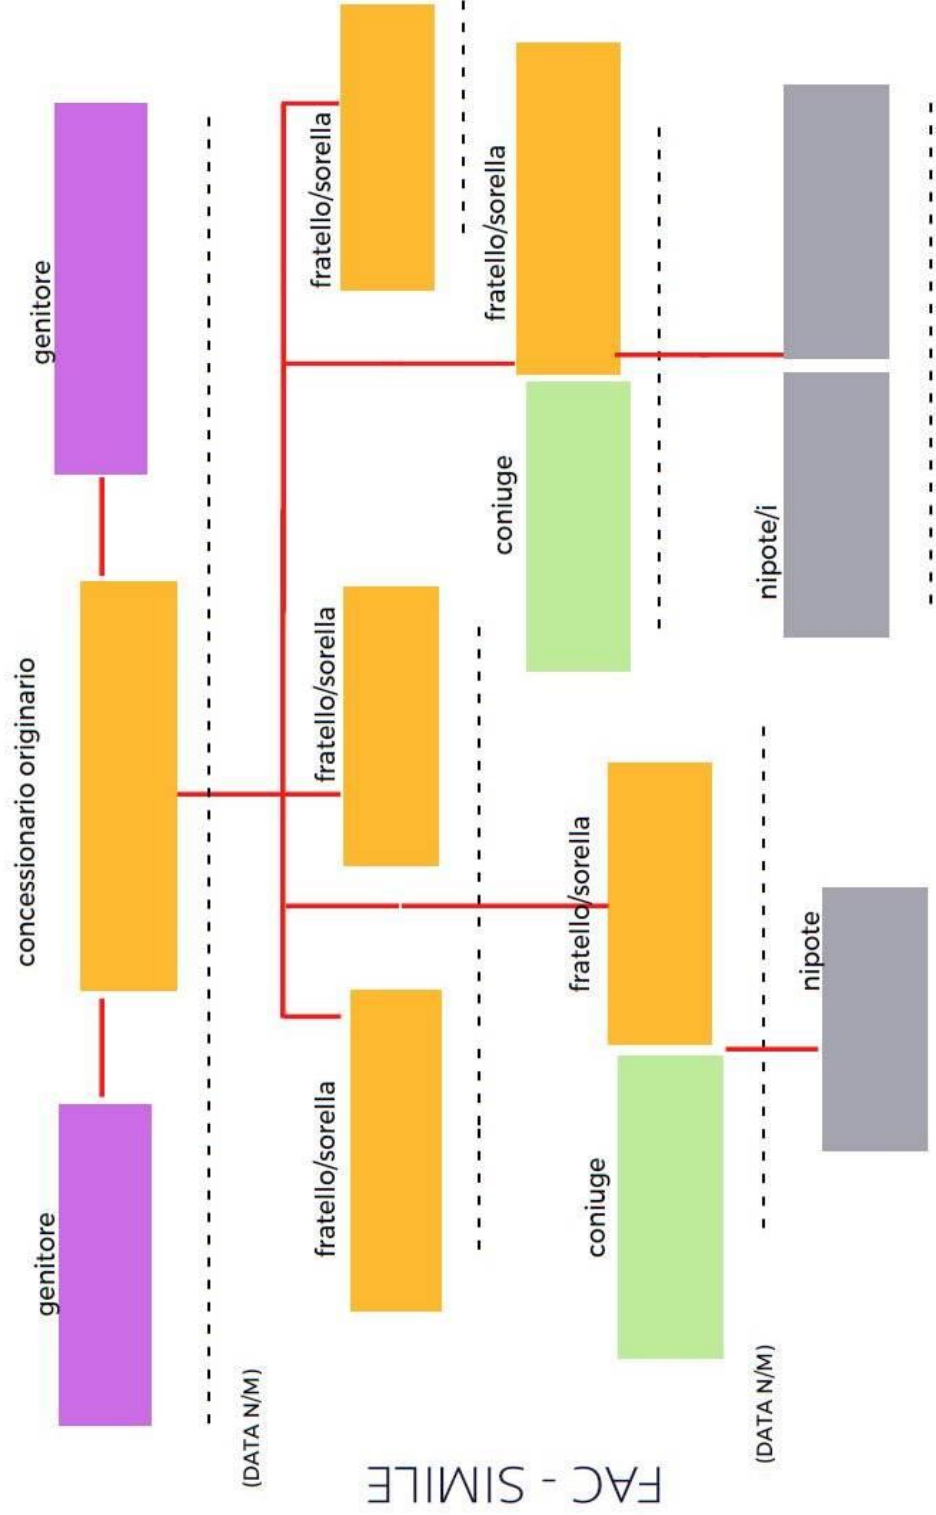 concessionario originario
genitore
genitore
(DATA N/M)
fratello/sorella
fratello/sorella
fratello/sorella
FAC - SIMILE
coniuge
fratello/sorella
coniuge
fratello/sorella
(DATA N/M)
nipote/i
nipote